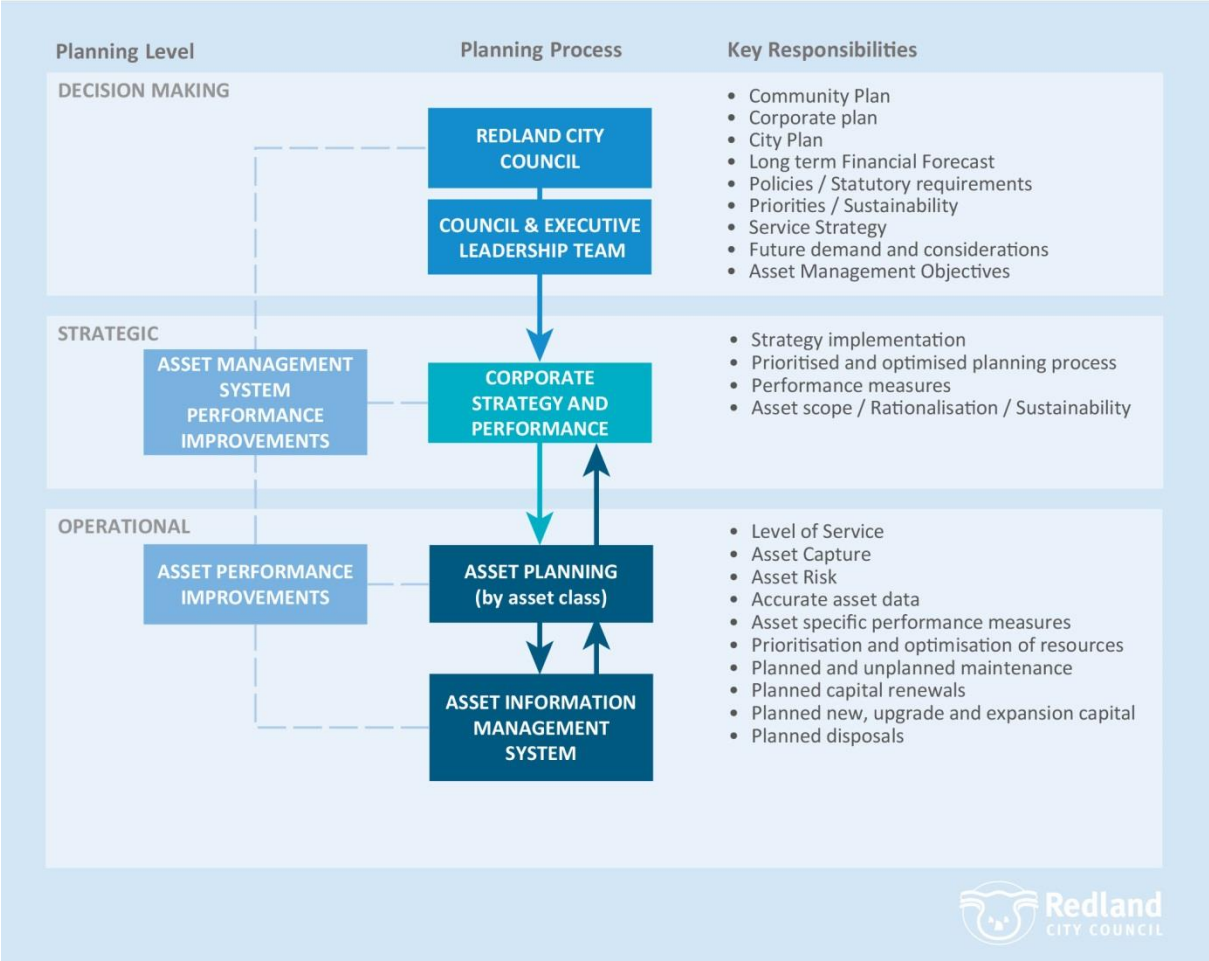 Planning Level
Planning Process
Key Responsibilities
DECISION MAKING
REDLAND CITY
COUNCIL
COUNCIL & EXECUTIVE
LEADERSHIP TEAM
• Community Plan
• Corporate plan
• City Plan
• Long term Financial Forecast
• Policies / Statutory requirements
• Priorities / Sustainability
• Service Strategy
• Future demand and considerations
• Asset Management Objectives
STRATEGIC
ASSET MANAGEMENT
SYSTEM
PERFORMANCE
IMPROVEMENTS
CORPORATE
STRATEGY AND
PERFORMANCE
• Strategy implementation
• Prioritised and optimised planning process
• Performance measures
• Asset scope / Rationalisation / Sustainability
OPERATIONAL
ASSET PERFORMANCE
IMPROVEMENTS
ASSET PLANNING
(by asset class)
ASSET INFORMATION
MANAGEMENT
SYSTEM
• Level of Service
• Asset Capture
• Asset Risk
• Accurate asset data
• Asset specific performance measures
• Prioritisation and optimisation of resources
• Planned and unplanned maintenance
• Planned capital renewals
• Planned new, upgrade and expansion capital
• Planned disposals
Redland
CITY COUNCIL